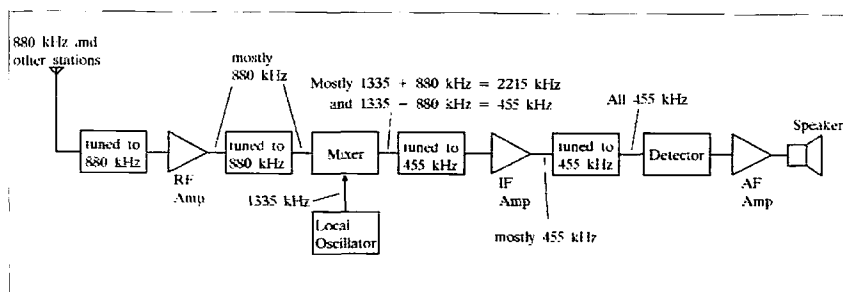 880 kHz and
other stations
mostly
880 kHz
Mostly 1335 + 880 kHz = 2215 kHz
and 1335 − 880 kHz = 455 kHz
All 455 kHz
Speaker
tuned to
880 kHz
RF
Amp
tuned to
880 kHz
Mixer
tuned to
455 kHz
IF
Amp
tuned to
455 kHz
Detector
AF
Amp
1335 kHz
Local
Oscillator
mostly 455 kHz